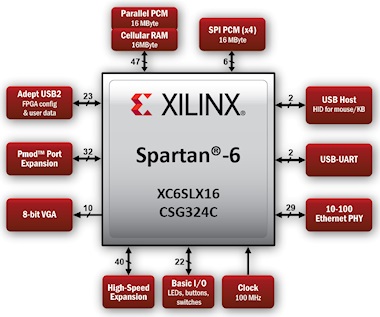 Parallel PCM
16 MByte
Cellular RAM
16MByte
SPI PCM (x4)
16 MByte
47
6
Adept USB2
FPGA config
& user data
23
XILINX®
2
USB Host
HID for mouse/KB
Pmod™ Port
Expansion
32
Spartan®-6
2
USB-UART
8-bit VGA
10
XC6SLX16
CSG324C
29
10-100
Ethernet PHY
40
22
High-Speed
Expansion
Basic I/O
LEDs, buttons,
switches
Clock
100 MHz